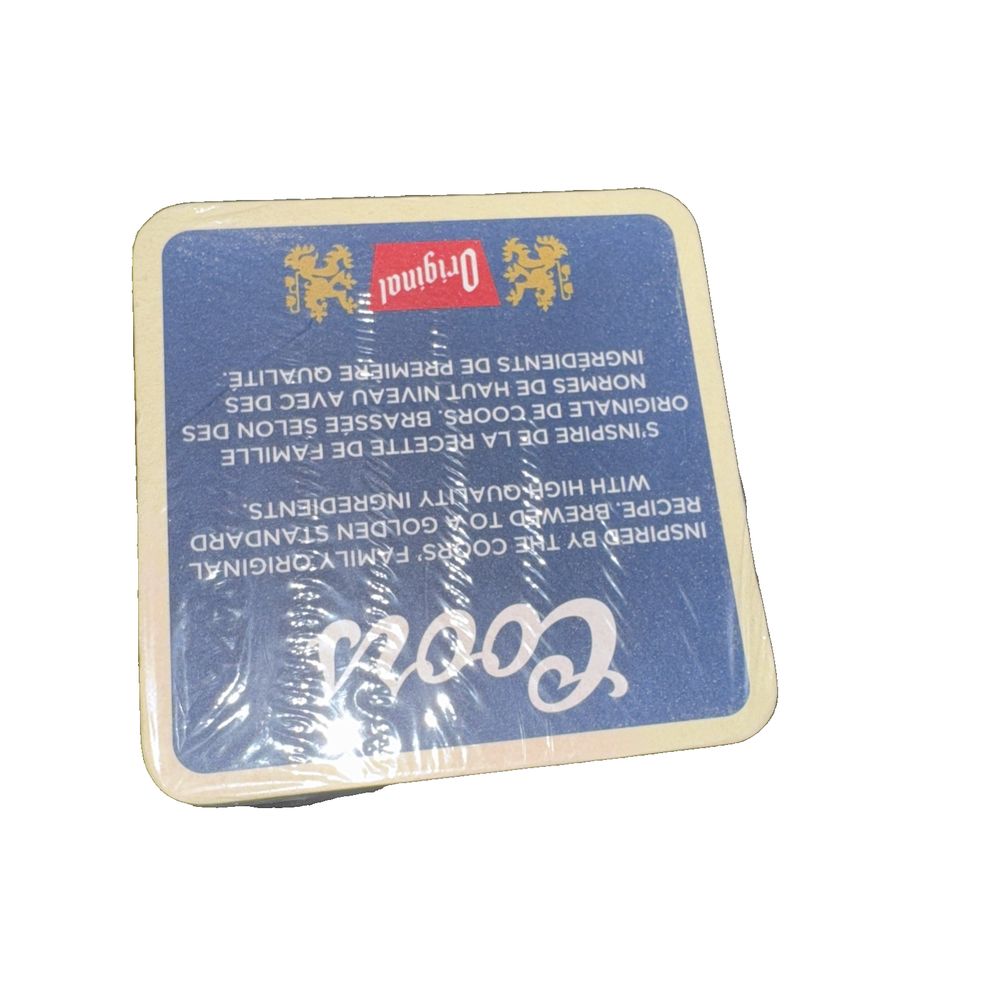 Coors
INSPIRED BY THE COORS' FAMILY ORIGINAL
RECIPE. BREWED TO A GOLDEN STANDARD
WITH HIGH-QUALITY INGREDIENTS.
S'INSPIRE DE LA RECETTE DE FAMILLE
ORIGINALE DE COORS. BRASSÉE SELON DES
NORMES DE HAUT NIVEAU AVEC DES
INGRÉDIENTS DE PREMIÈRE QUALITÉ.
Original